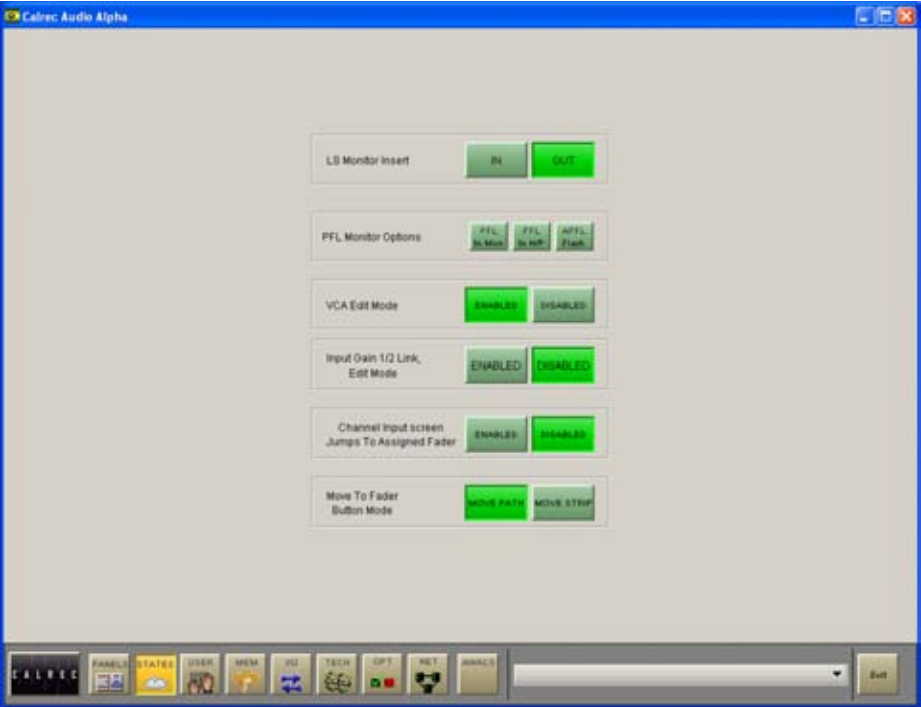 Calrec Audio Alpha
LS Monitor Insert
IN
OUT
PFL Monitor Options
PFL
In Mon
PFL
In H/P
APFL
Flash
VCA Edit Mode
ENABLED
DISABLED
Input Gain 1/2 Link,
Edit Mode
ENABLED
DISABLED
Channel Input screen
Jumps To Assigned Fader
ENABLED
DISABLED
Move To Fader
Button Mode
MOVE PATH
MOVE STRIP
CALREC
PANELS
STATES
USER
MEM
I/O
TECH
OPT
NET
AWACS
Exit